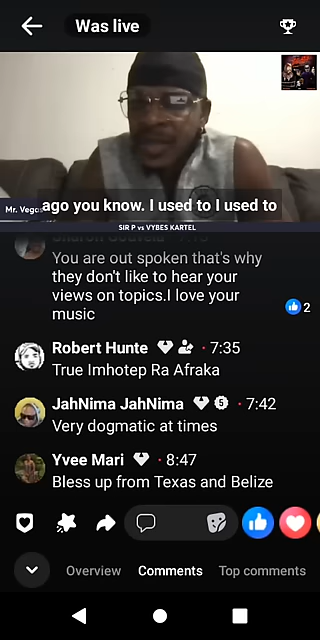 Was live
ago you know. I used to I used to
Mr. Vegas
SIR P vs VYBES KARTEL
You are out spoken that's why
they don't like to hear your
views on topics.I love your
music
2
Robert Hunte · 7:35
True Imhotep Ra Afraka
JahNima JahNima 5 · 7:42
Very dogmatic at times
Yvee Mari · 8:47
Bless up from Texas and Belize
Overview Comments Top comments